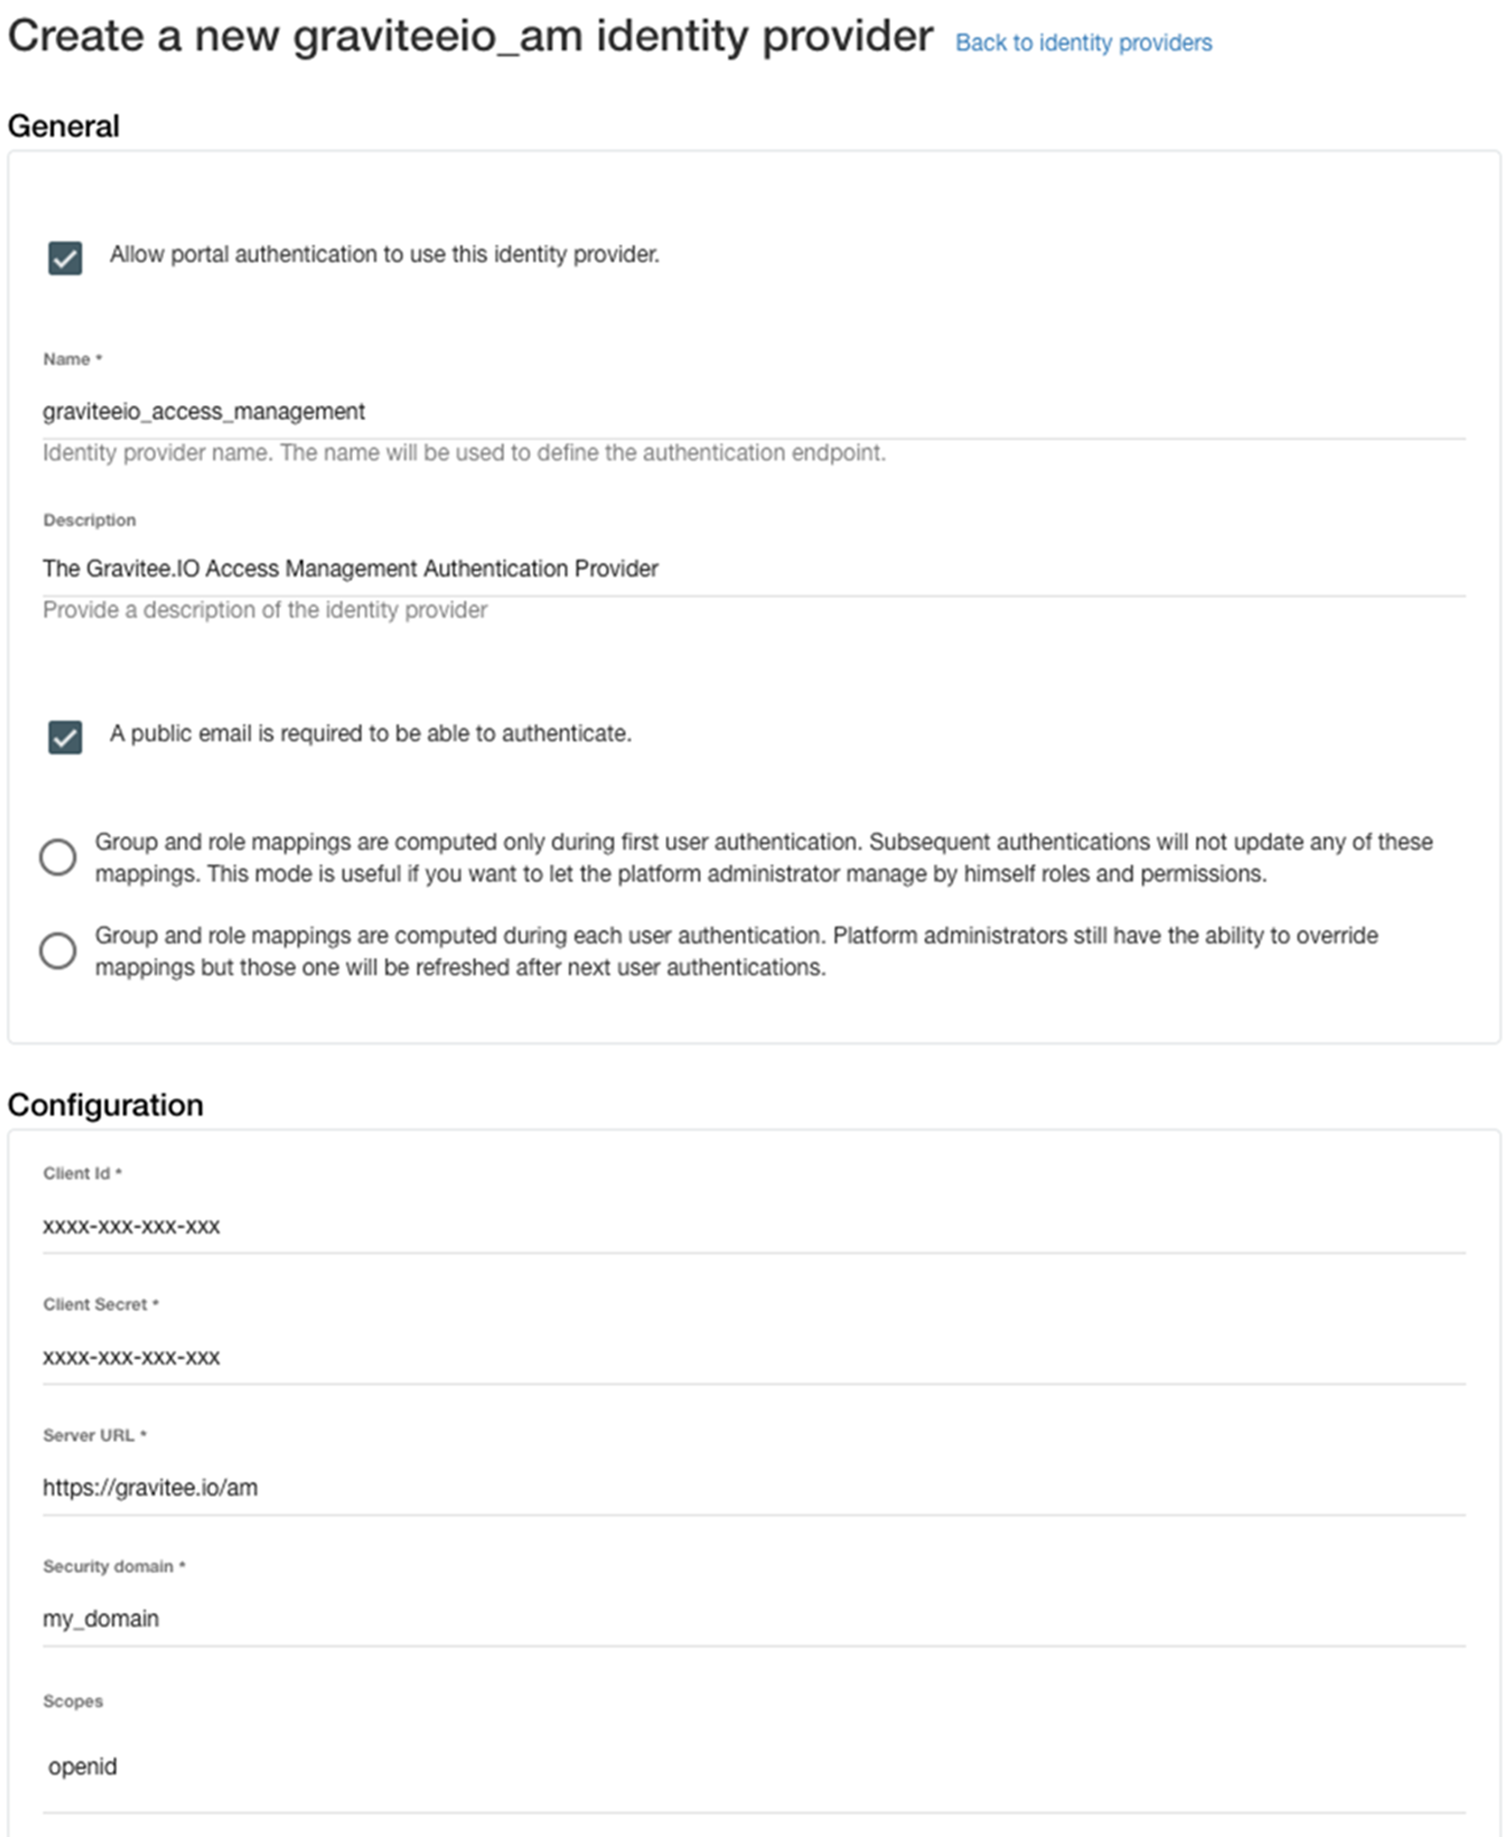 Create a new graviteeio_am identity provider Back to identity providers
General
Allow portal authentication to use this identity provider.
Name *
graviteeio_access_management
Identity provider name. The name will be used to define the authentication endpoint.
Description
The Gravitee.IO Access Management Authentication Provider
Provide a description of the identity provider
A public email is required to be able to authenticate.
Group and role mappings are computed only during first user authentication. Subsequent authentications will not update any of these
mappings. This mode is useful if you want to let the platform administrator manage by himself roles and permissions.
Group and role mappings are computed during each user authentication. Platform administrators still have the ability to override
mappings but those one will be refreshed after next user authentications.
Configuration
Client Id *
xxxx-xxx-xxx-xxx
Client Secret *
xxxx-xxx-xxx-xxx
Server URL *
https://gravitee.io/am
Security domain *
my_domain
Scopes
openid